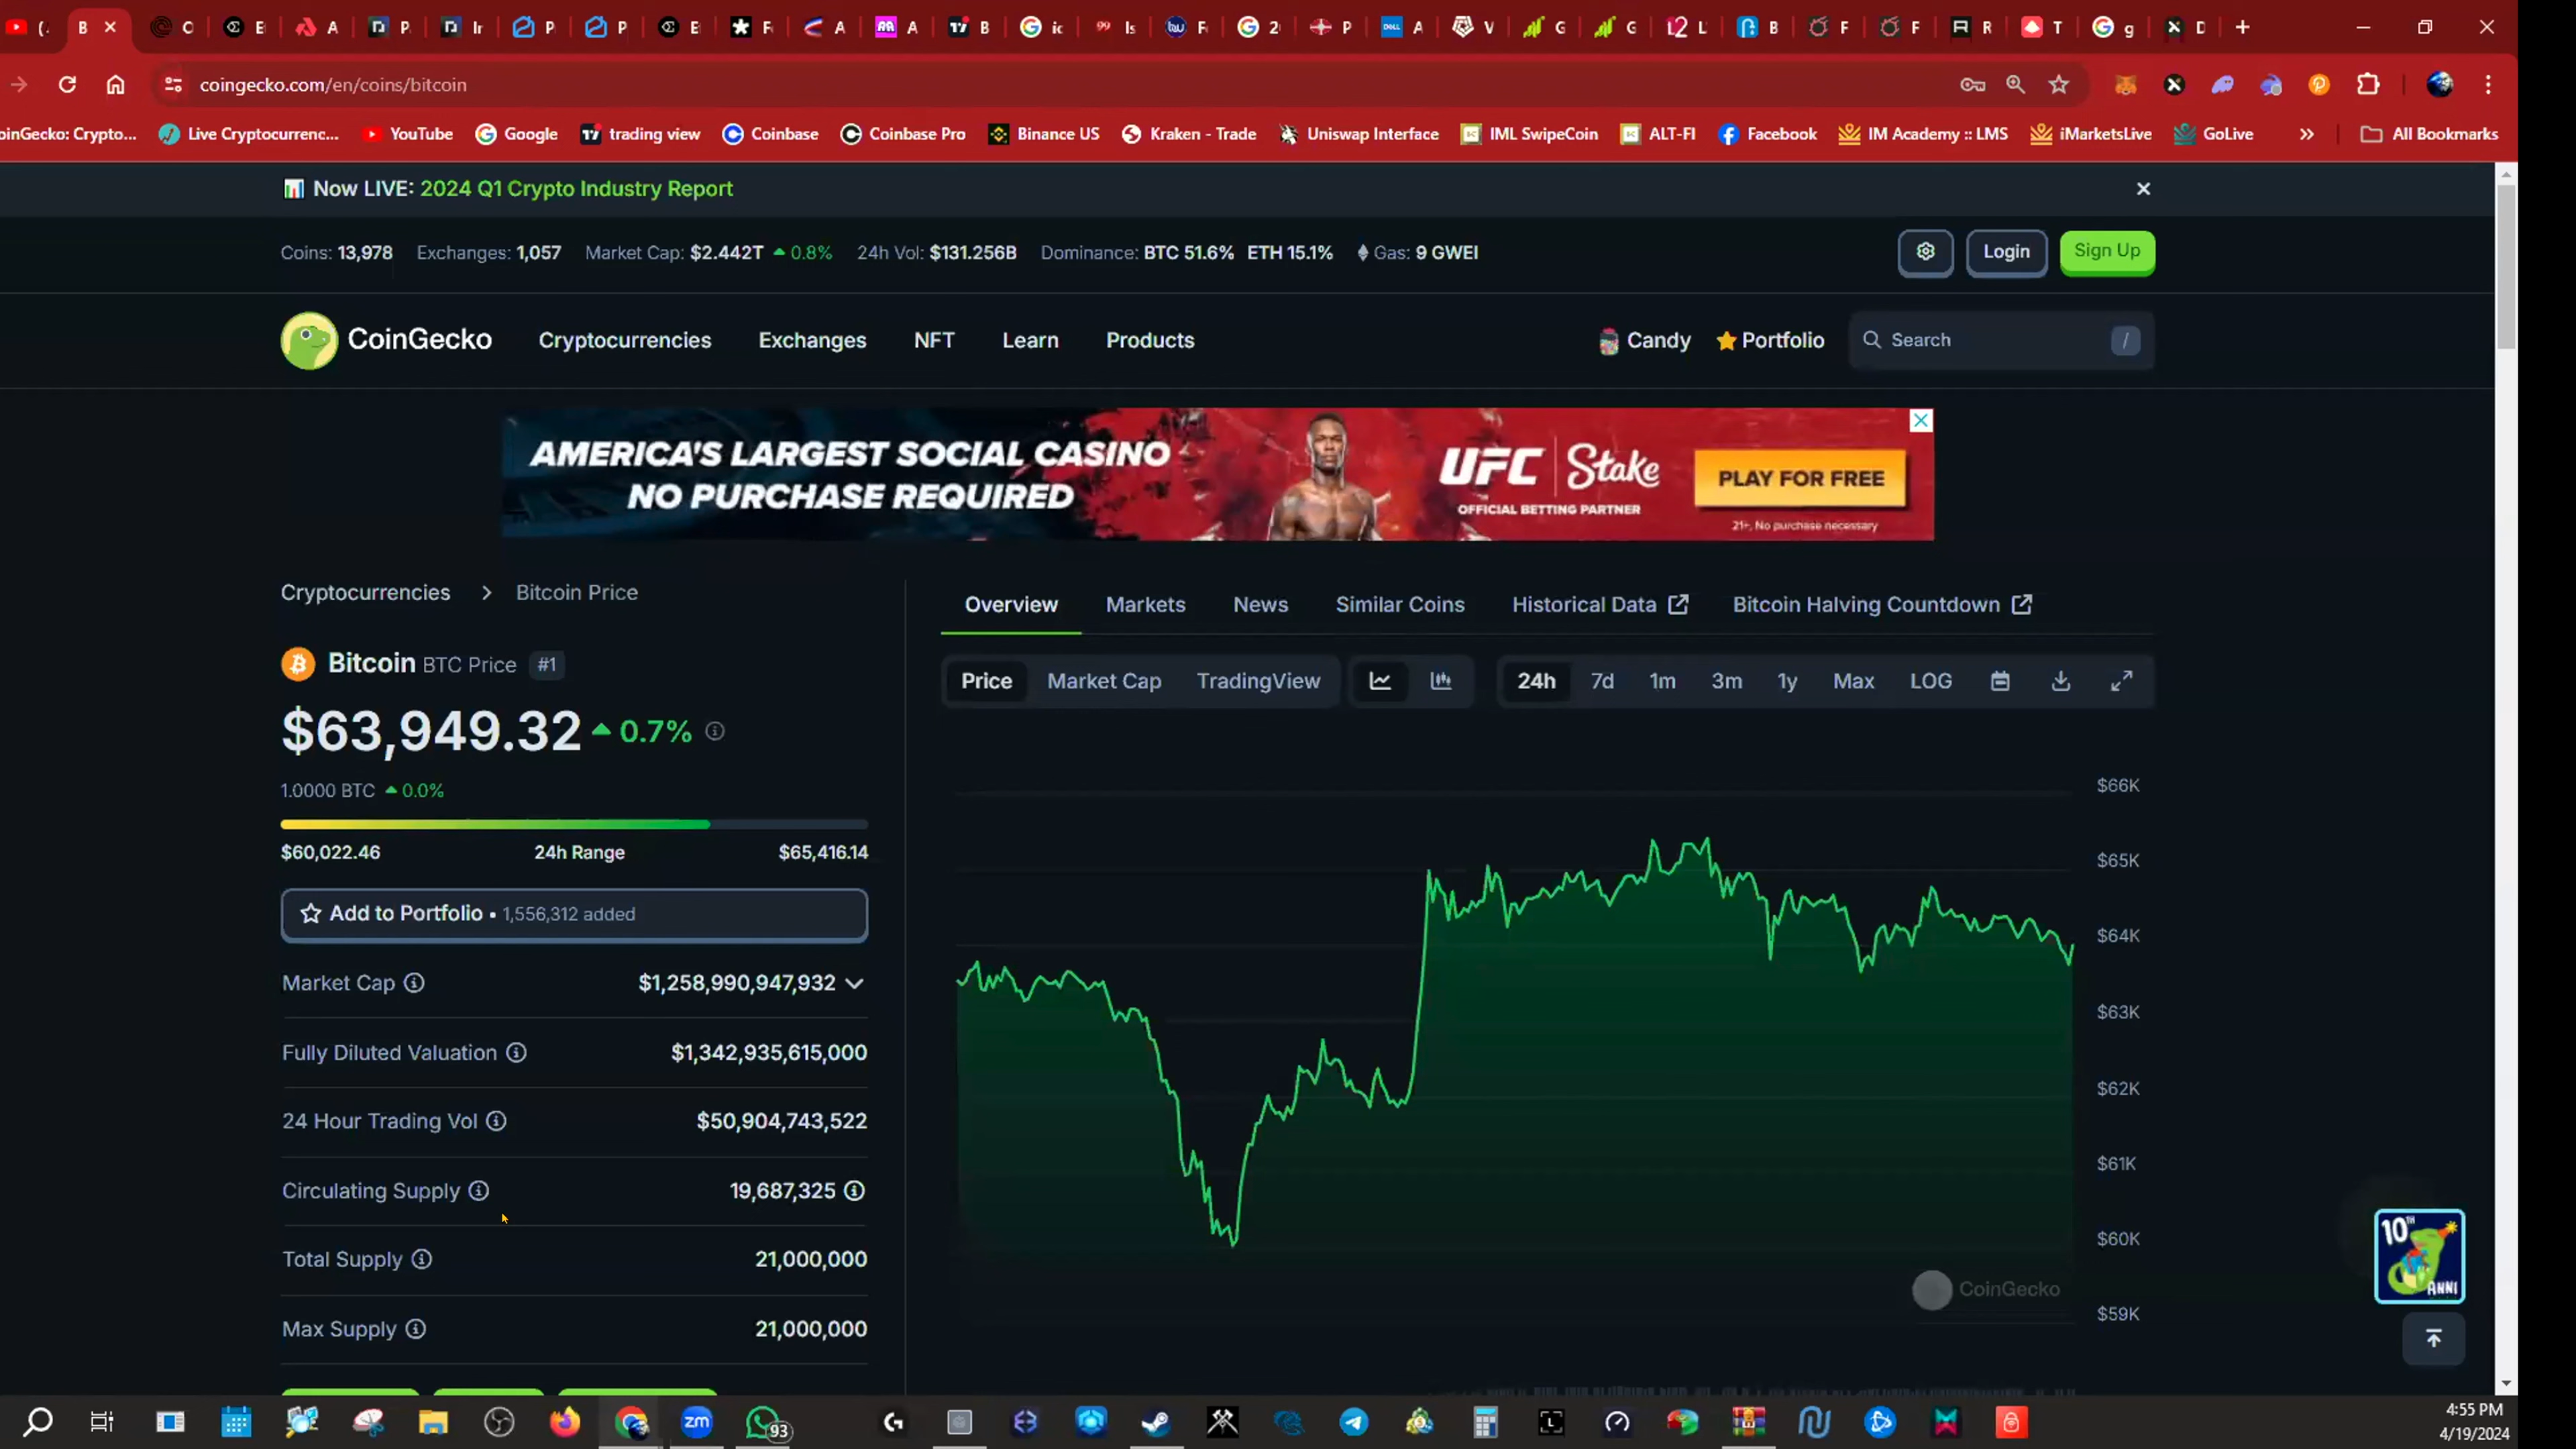 coingecko.com/en/coins/bitcoin
oinGecko: Crypto... Live Cryptocurrenc... YouTube Google trading view Coinbase Coinbase Pro Binance US Kraken - Trade Uniswap Interface IML SwipeCoin ALT-FI Facebook IM Academy :: LMS iMarketsLive GoLive » All Bookmarks
Now LIVE: 2024 Q1 Crypto Industry Report
Coins: 13,978 Exchanges: 1,057 Market Cap: $2.442T 0.8% 24h Vol: $131.256B Dominance: BTC 51.6% ETH 15.1% Gas: 9 GWEI Login Sign Up
CoinGecko Cryptocurrencies Exchanges NFT Learn Products Candy Portfolio Search /
AMERICA'S LARGEST SOCIAL CASINO
NO PURCHASE REQUIRED
UFC Stake
OFFICIAL BETTING PARTNER
PLAY FOR FREE
21+, No purchase necessary
Cryptocurrencies > Bitcoin Price
Overview Markets News Similar Coins Historical Data Bitcoin Halving Countdown
Bitcoin BTC Price #1
Price Market Cap TradingView 24h 7d 1m 3m 1y Max LOG
$63,949.32 0.7%
1.0000 BTC 0.0%
$60,022.46 24h Range $65,416.14
Add to Portfolio • 1,556,312 added
Market Cap $1,258,990,947,932
Fully Diluted Valuation $1,342,935,615,000
24 Hour Trading Vol $50,904,743,522
Circulating Supply 19,687,325
Total Supply 21,000,000
Max Supply 21,000,000
$66K
$65K
$64K
$63K
$62K
$61K
$60K
$59K
CoinGecko
10TH
ANNI
zm
93
4:55 PM
4/19/2024